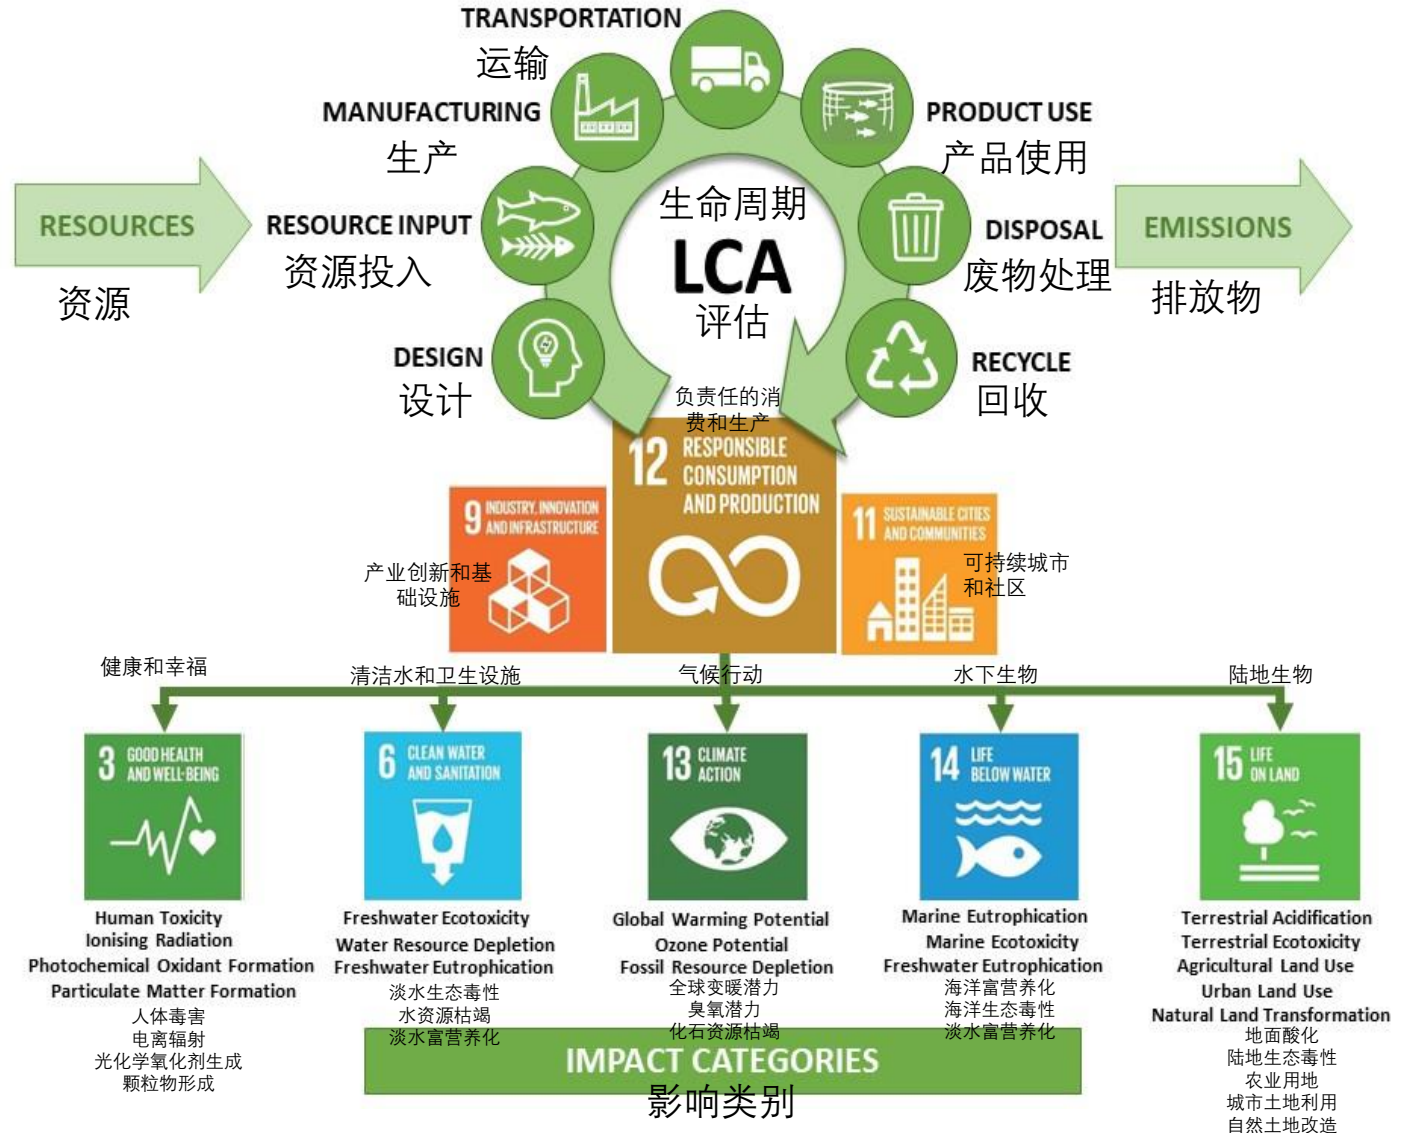 TRANSPORTATION
运输
MANUFACTURING
生产
PRODUCT USE
产品使用
RESOURCES
资源
RESOURCE INPUT
资源投入
生命周期
LCA
评估
DISPOSAL
废物处理
EMISSIONS
排放物
DESIGN
设计
RECYCLE
回收
负责任的消
费和生产
12 RESPONSIBLE
CONSUMPTION
AND PRODUCTION
9 INDUSTRY, INNOVATION
AND INFRASTRUCTURE
产业创新和基
础设施
11 SUSTAINABLE CITIES
AND COMMUNITIES
可持续城市
和社区
健康和幸福
清洁水和卫生设施
气候行动
水下生物
陆地生物
3 GOOD HEALTH
AND WELL-BEING
6 CLEAN WATER
AND SANITATION
13 CLIMATE
ACTION
14 LIFE
BELOW WATER
15 LIFE
ON LAND
Human Toxicity
Ionising Radiation
Photochemical Oxidant Formation
Particulate Matter Formation
人体毒害
电离辐射
光化学氧化剂生成
颗粒物形成
Freshwater Ecotoxicity
Water Resource Depletion
Freshwater Eutrophication
淡水生态毒性
水资源枯竭
淡水富营养化
Global Warming Potential
Ozone Potential
Fossil Resource Depletion
全球变暖潜力
臭氧潜力
化石资源枯竭
Marine Eutrophication
Marine Ecotoxicity
Freshwater Eutrophication
海洋富营养化
海洋生态毒性
淡水富营养化
Terrestrial Acidification
Terrestrial Ecotoxicity
Agricultural Land Use
Urban Land Use
Natural Land Transformation
地面酸化
陆地生态毒性
农业用地
城市土地利用
自然土地改造
IMPACT CATEGORIES
影响类别